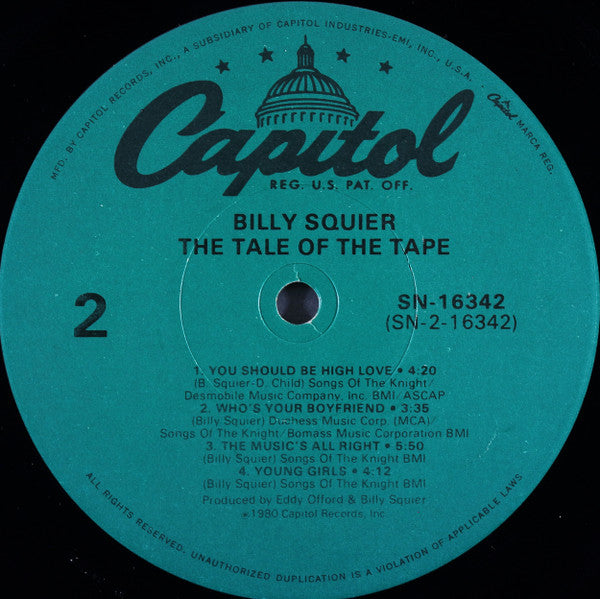 MFD. BY CAPITOL RECORDS, INC., A SUBSIDIARY OF CAPITOL INDUSTRIES-EMI, INC., U.S.A.
Capitol MARCA REG.
Capitol
REG. U.S. PAT. OFF.
BILLY SQUIER
THE TALE OF THE TAPE
2
SN-16342
(SN-2-16342)
1. YOU SHOULD BE HIGH LOVE • 4:20
(B. Squier-D. Child) Songs Of The Knight/
Desmobile Music Company, Inc. BMI/ASCAP
2. WHO'S YOUR BOYFRIEND • 3:35
(Billy Squier) Duchess Music Corp. (MCA)/
Songs Of The Knight/Bomass Music Corporation BMI
3. THE MUSIC'S ALL RIGHT • 5:50
(Billy Squier) Songs Of The Knight BMI
4. YOUNG GIRLS • 4:12
(Billy Squier) Songs Of The Knight BMI
Produced by Eddy Offord & Billy Squier
℗1980 Capitol Records, Inc
ALL RIGHTS RESERVED. UNAUTHORIZED DUPLICATION IS A VIOLATION OF APPLICABLE LAWS